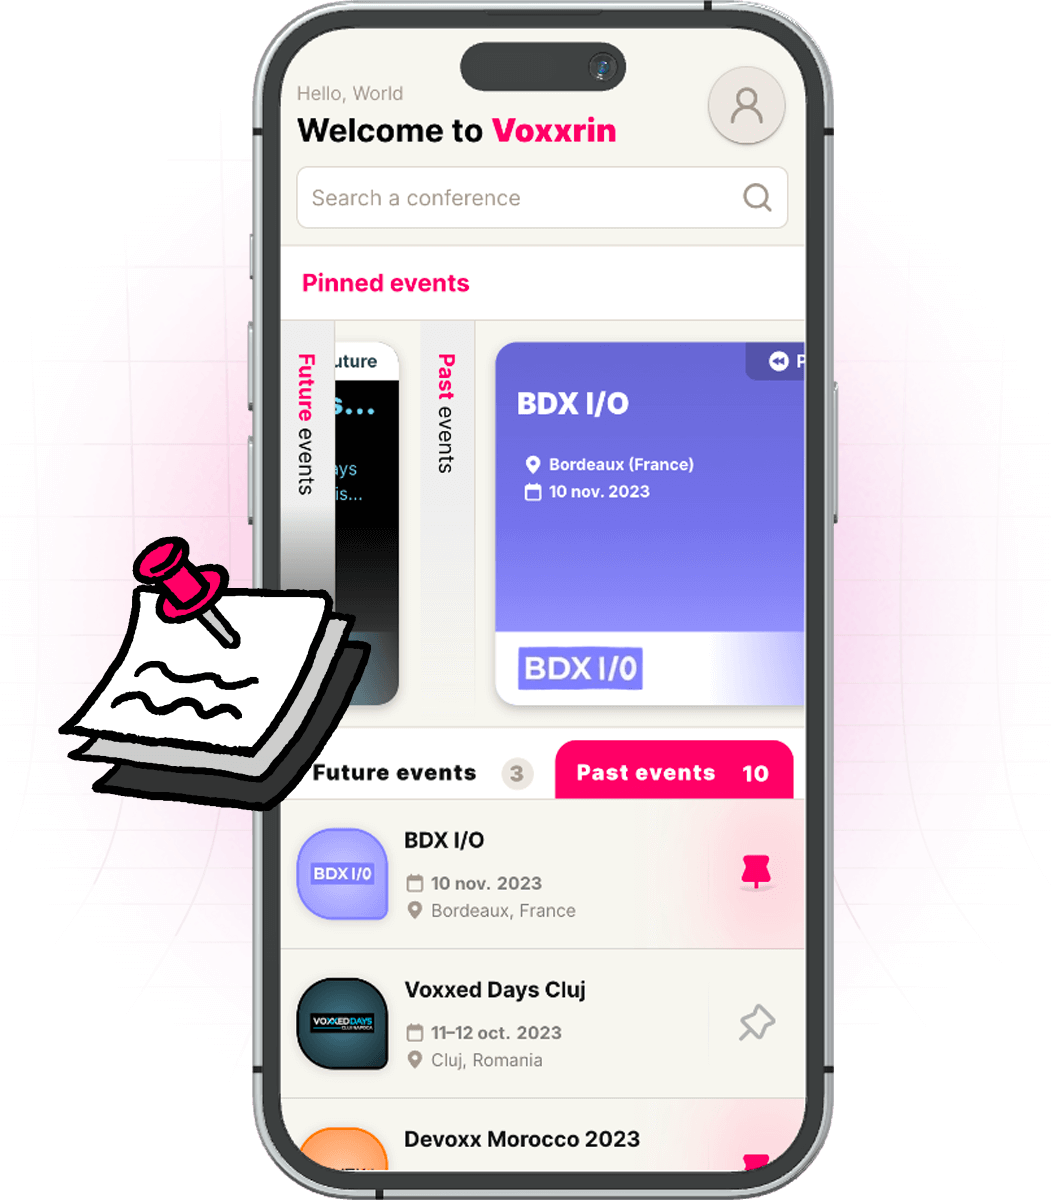 Hello, World
Welcome to Voxxrin
Search a conference
Pinned events
Future events
uture
s...
ays
is...
Past events
P
BDX I/O
Bordeaux (France)
10 nov. 2023
BDX I/O
Future events 3
Past events 10
BDX I/O
BDX I/O
10 nov. 2023
Bordeaux, France
Voxxed Days Cluj
VOXXEDDAYS
CLUJ-NAPOCA
11–12 oct. 2023
Cluj, Romania
Devoxx Morocco 2023